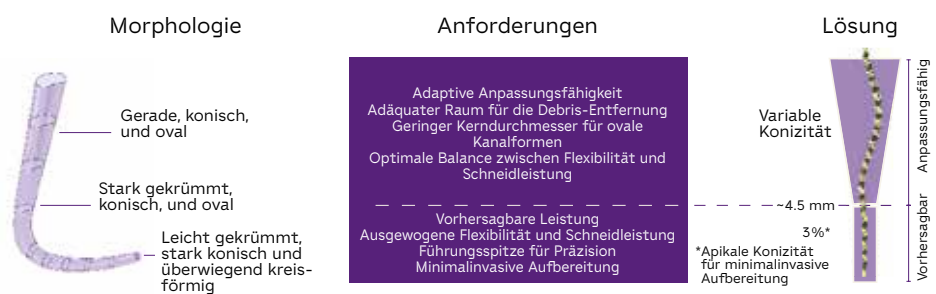 Morphologie
Gerade, konisch,
und oval
Stark gekrümmt,
konisch, und oval
Leicht gekrümmt,
stark konisch und
überwiegend kreis-
förmig
Anforderungen
Adaptive Anpassungsfähigkeit
Adäquater Raum für die Debris-Entfernung
Geringer Kerndurchmesser für ovale
Kanalformen
Optimale Balance zwischen Flexibilität und
Schneidleistung
Vorhersagbare Leistung
Ausgewogene Flexibilität und Schneidleistung
Führungsspitze für Präzision
Minimalinvasive Aufbereitung
Lösung
Variable
Konizität
~4.5 mm
3%*
*Apikale Konizität
für minimalinvasive
Aufbereitung
Anpassungsfähig
Vorhersagbar